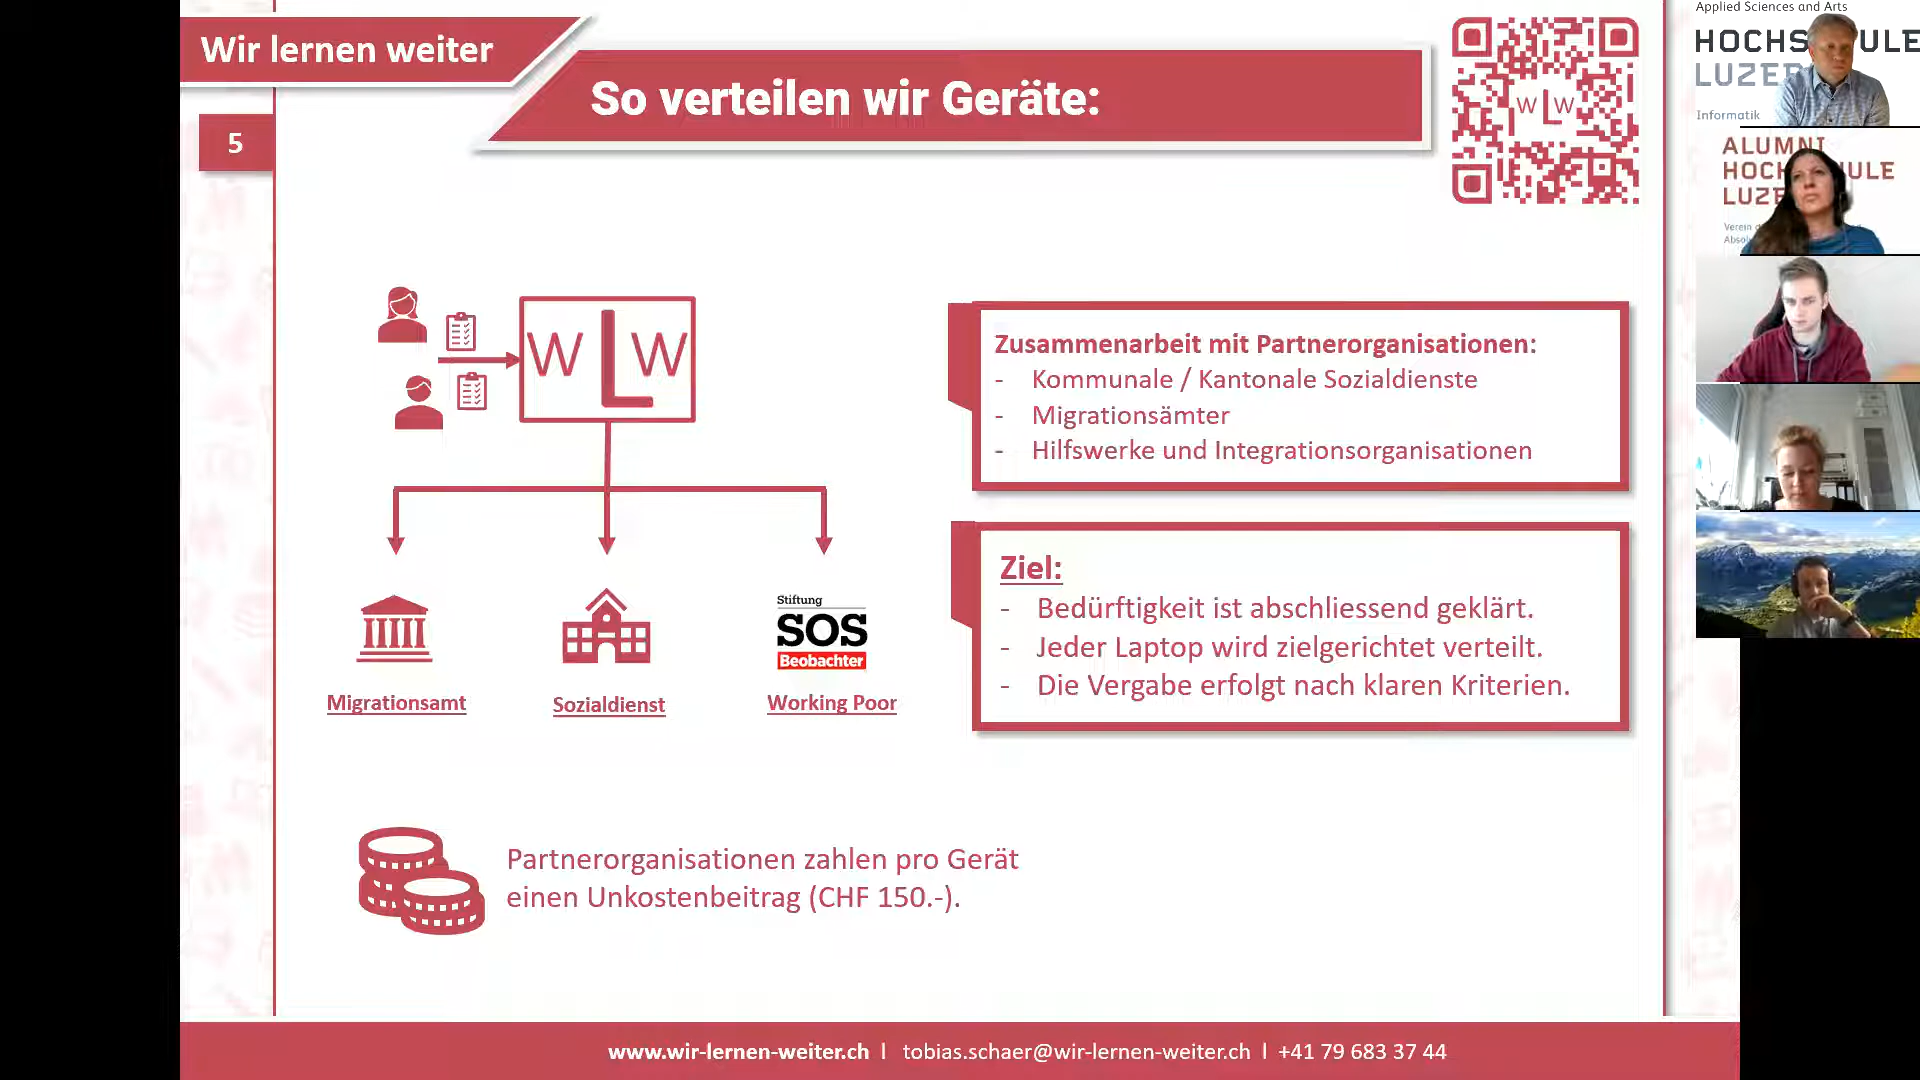 Wir lernen weiter
So verteilen wir Geräte:
5
W L W
W L W
Zusammenarbeit mit Partnerorganisationen:
- Kommunale / Kantonale Sozialdienste
- Migrationsämter
- Hilfswerke und Integrationsorganisationen
Ziel:
- Bedürftigkeit ist abschliessend geklärt.
- Jeder Laptop wird zielgerichtet verteilt.
- Die Vergabe erfolgt nach klaren Kriterien.
Stiftung
SOS
Beobachter
Migrationsamt
Sozialdienst
Working Poor
Partnerorganisationen zahlen pro Gerät
einen Unkostenbeitrag (CHF 150.-).
www.wir-lernen-weiter.ch | tobias.schaer@wir-lernen-weiter.ch | +41 79 683 37 44
Applied Sciences and Arts
Informatik
ALUMNI
Verein